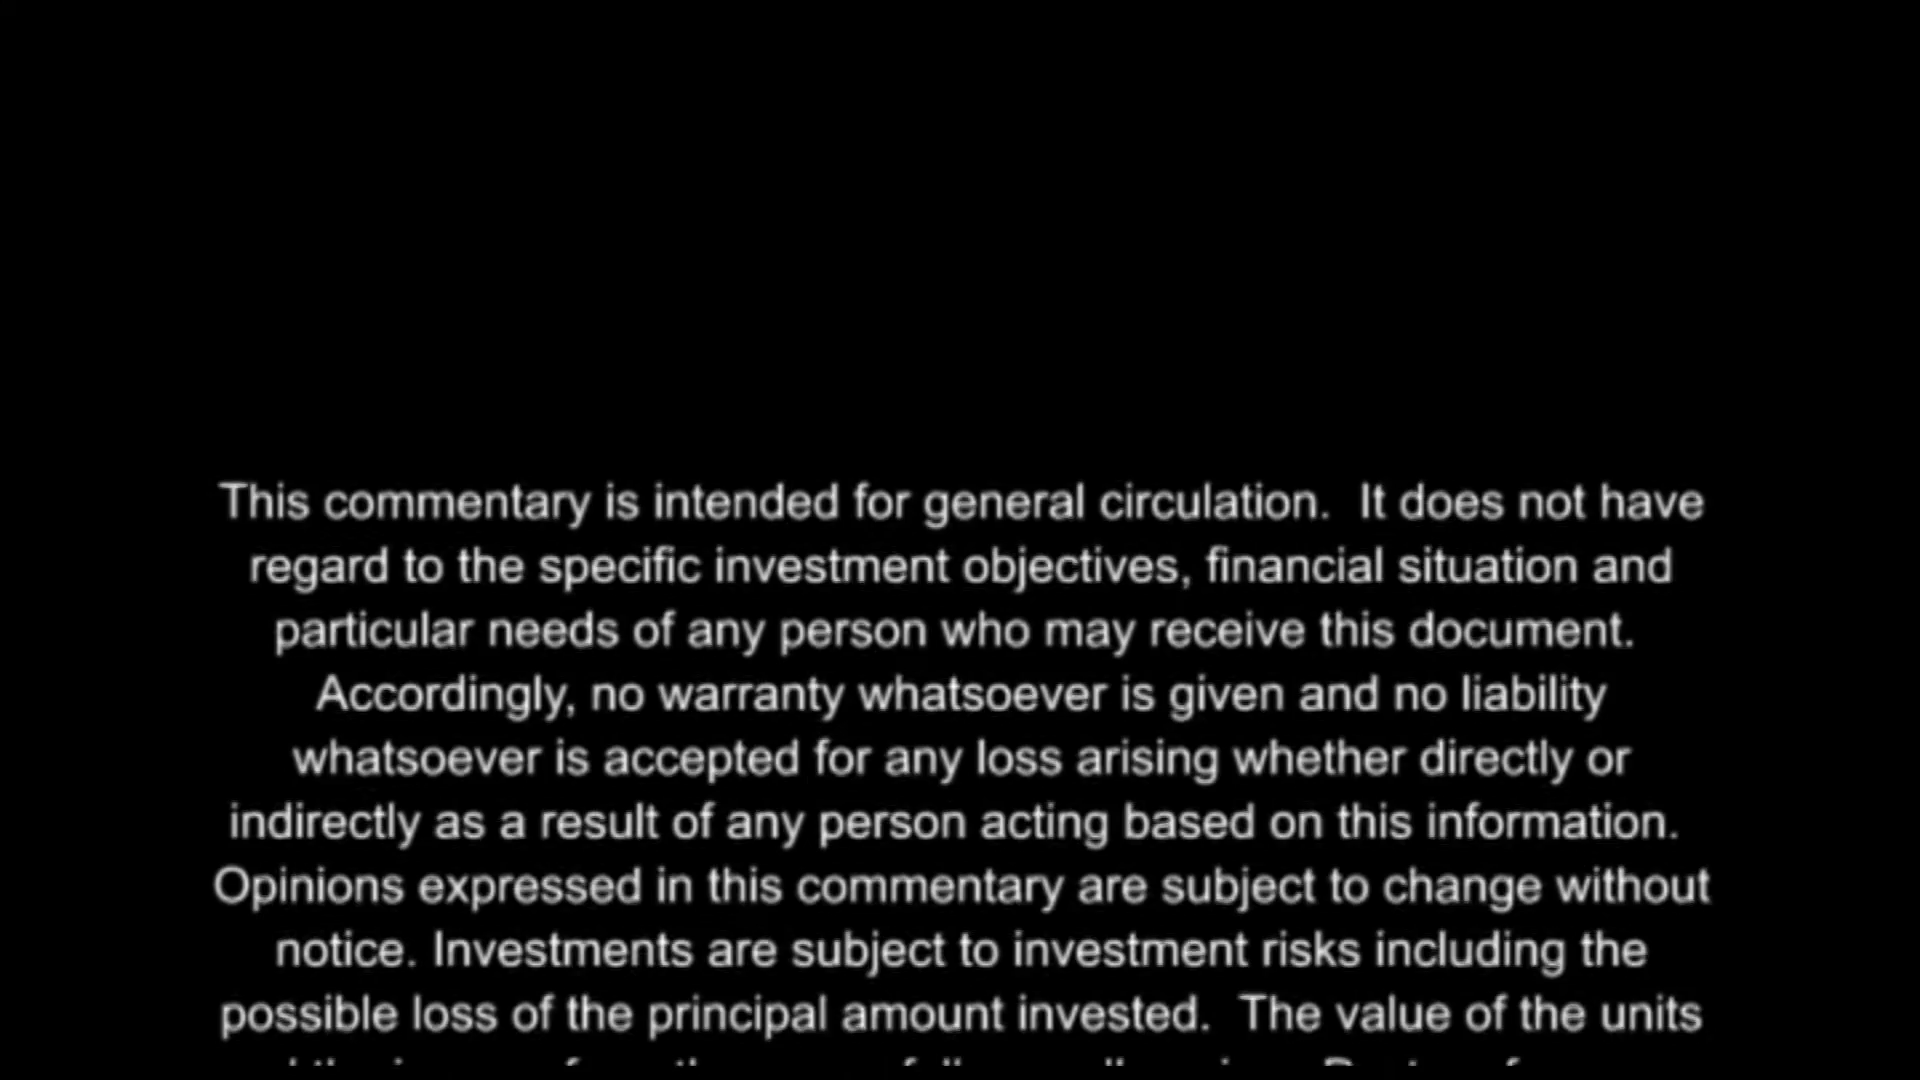 This commentary is intended for general circulation.  It does not have
regard to the specific investment objectives, financial situation and
particular needs of any person who may receive this document.
Accordingly, no warranty whatsoever is given and no liability
whatsoever is accepted for any loss arising whether directly or
indirectly as a result of any person acting based on this information.
Opinions expressed in this commentary are subject to change without
notice. Investments are subject to investment risks including the
possible loss of the principal amount invested.  The value of the units